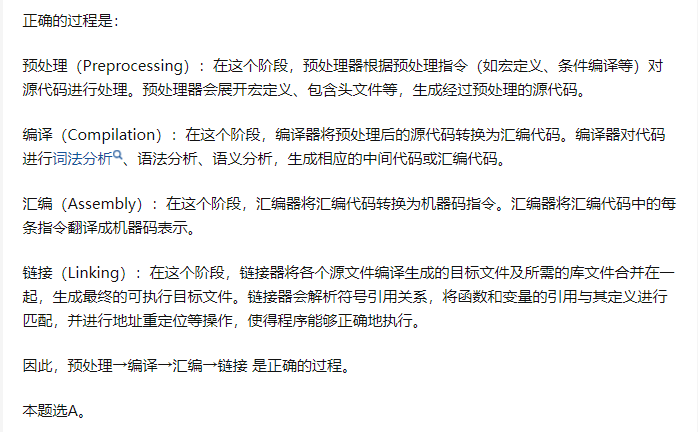 正确的过程是：
预处理（Preprocessing）：在这个阶段，预处理器根据预处理指令（如宏定义、条件编译等）对
源代码进行处理。预处理器会展开宏定义、包含头文件等，生成经过预处理的源代码。
编译（Compilation）：在这个阶段，编译器将预处理后的源代码转换为汇编代码。编译器对代码
进行词法分析、语法分析、语义分析，生成相应的中间代码或汇编代码。
汇编（Assembly）：在这个阶段，汇编器将汇编代码转换为机器码指令。汇编器将汇编代码中的每
条指令翻译成机器码表示。
链接（Linking）：在这个阶段，链接器将各个源文件编译生成的目标文件及所需的库文件合并在一
起，生成最终的可执行目标文件。链接器会解析符号引用关系，将函数和变量的引用与其定义进行
匹配，并进行地址重定位等操作，使得程序能够正确地执行。
因此，预处理→编译→汇编→链接 是正确的过程。
本题选A。